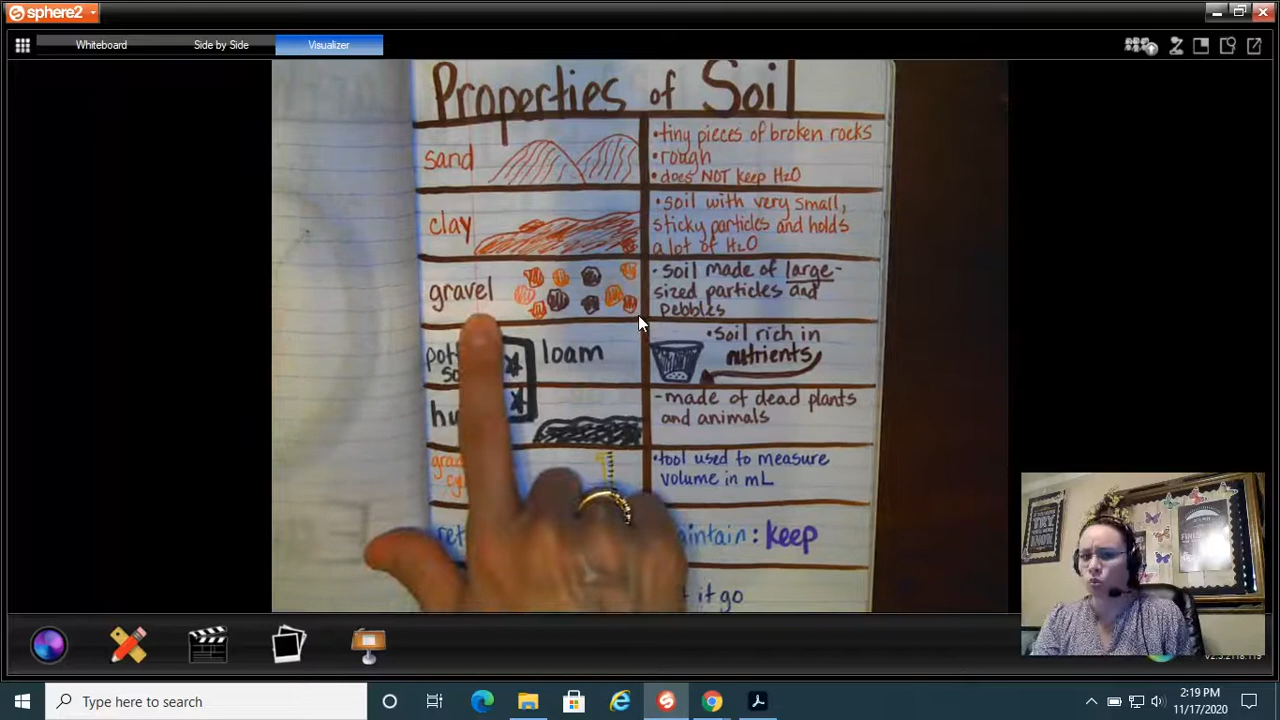 sphere2
Whiteboard
Side by Side
Visualizer
Properties of Soil
sand
•tiny pieces of broken rocks
•rough
•does NOT keep H2O
clay
•soil with very small,
sticky particles and holds
a lot of H2O
gravel
•soil made of large-
sized particles and
pebbles
loam
•soil rich in
nutrients
-made of dead plants
and animals
•tool used to measure
volume in mL
: keep
it go
TRY
KNOW
Type here to search
2:19 PM
11/17/2020